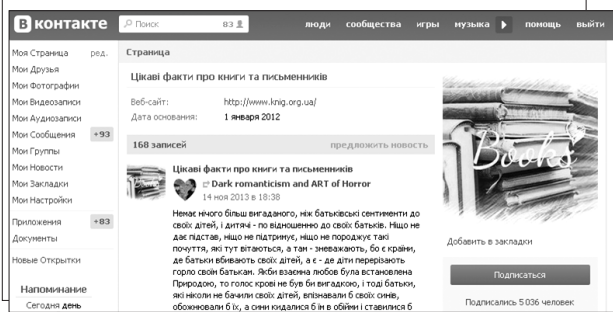 В контакте
Поиск 83
люди сообщества игры музыка помощь выйти
Моя Страница ред.
Мои Друзья
Мои Фотографии
Мои Видеозаписи
Мои Аудиозаписи
Мои Сообщения +93
Мои Группы
Мои Новости
Мои Закладки
Мои Настройки
Приложения +83
Документы
Новые Открытки
Напоминание
Сегодня день
Страница
Цікаві факти про книги та письменників
Веб-сайт: http://www.knig.org.ua/
Дата основания: 1 января 2012
168 записей предложить новость
Цікаві факти про книги та письменників
Dark romanticism and ART of Horror
14 ноя 2013 в 18:38
Немає нічого більш вигаданого, ніж батьківські сентименти до
своїх дітей, і дитячі - по відношенню до своїх батьків. Ніщо не
дає підстав, ніщо не підтримує, ніщо не породжує такі
почуття, які тут вітаються, а там - зневажають, бо є країни,
де батьки вбивають своїх дітей, а є - де діти перерізають
горло своїм батькам. Якби взаємна любов була встановлена
Природою, то голос крові не був би вигадкою, і тоді батьки,
які ніколи не бачили своїх дітей, впізнавали б своїх синів,
обожнювали б їх, а сини кидалися б їм в обійми і ставилися б
Books
Добавить в закладки
Подписаться
Подписались 5 036 человек